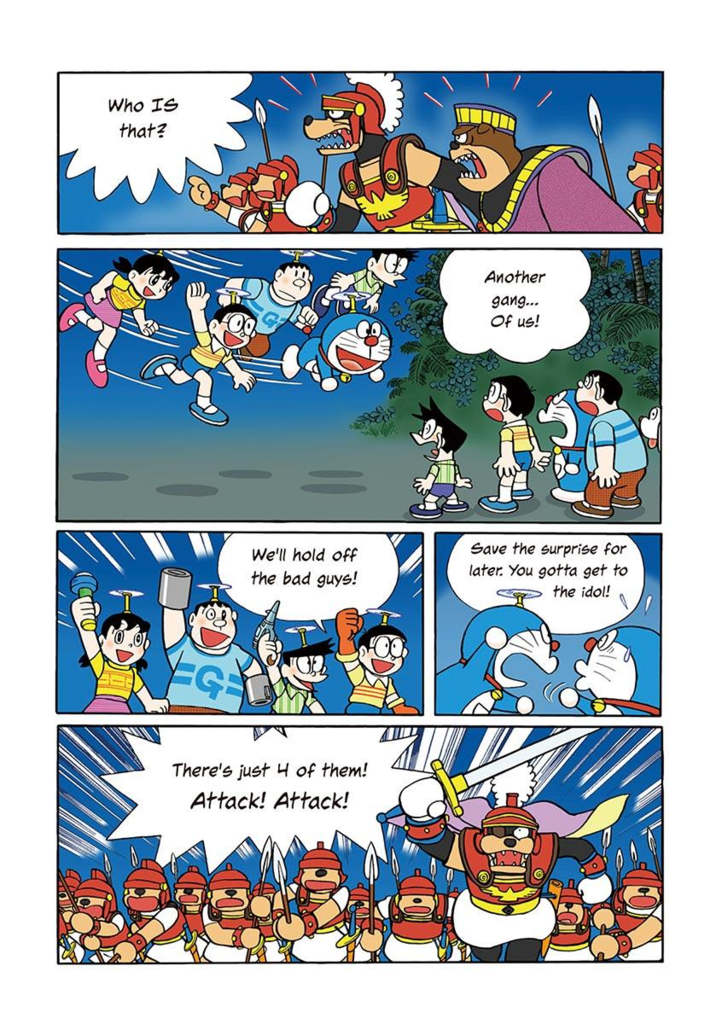 Who IS
that?
Another
gang...
Of us!
G
We'll hold off
the bad guys!
G
Save the surprise for
later. You gotta get to
the idol!
There's just 4 of them!
Attack! Attack!